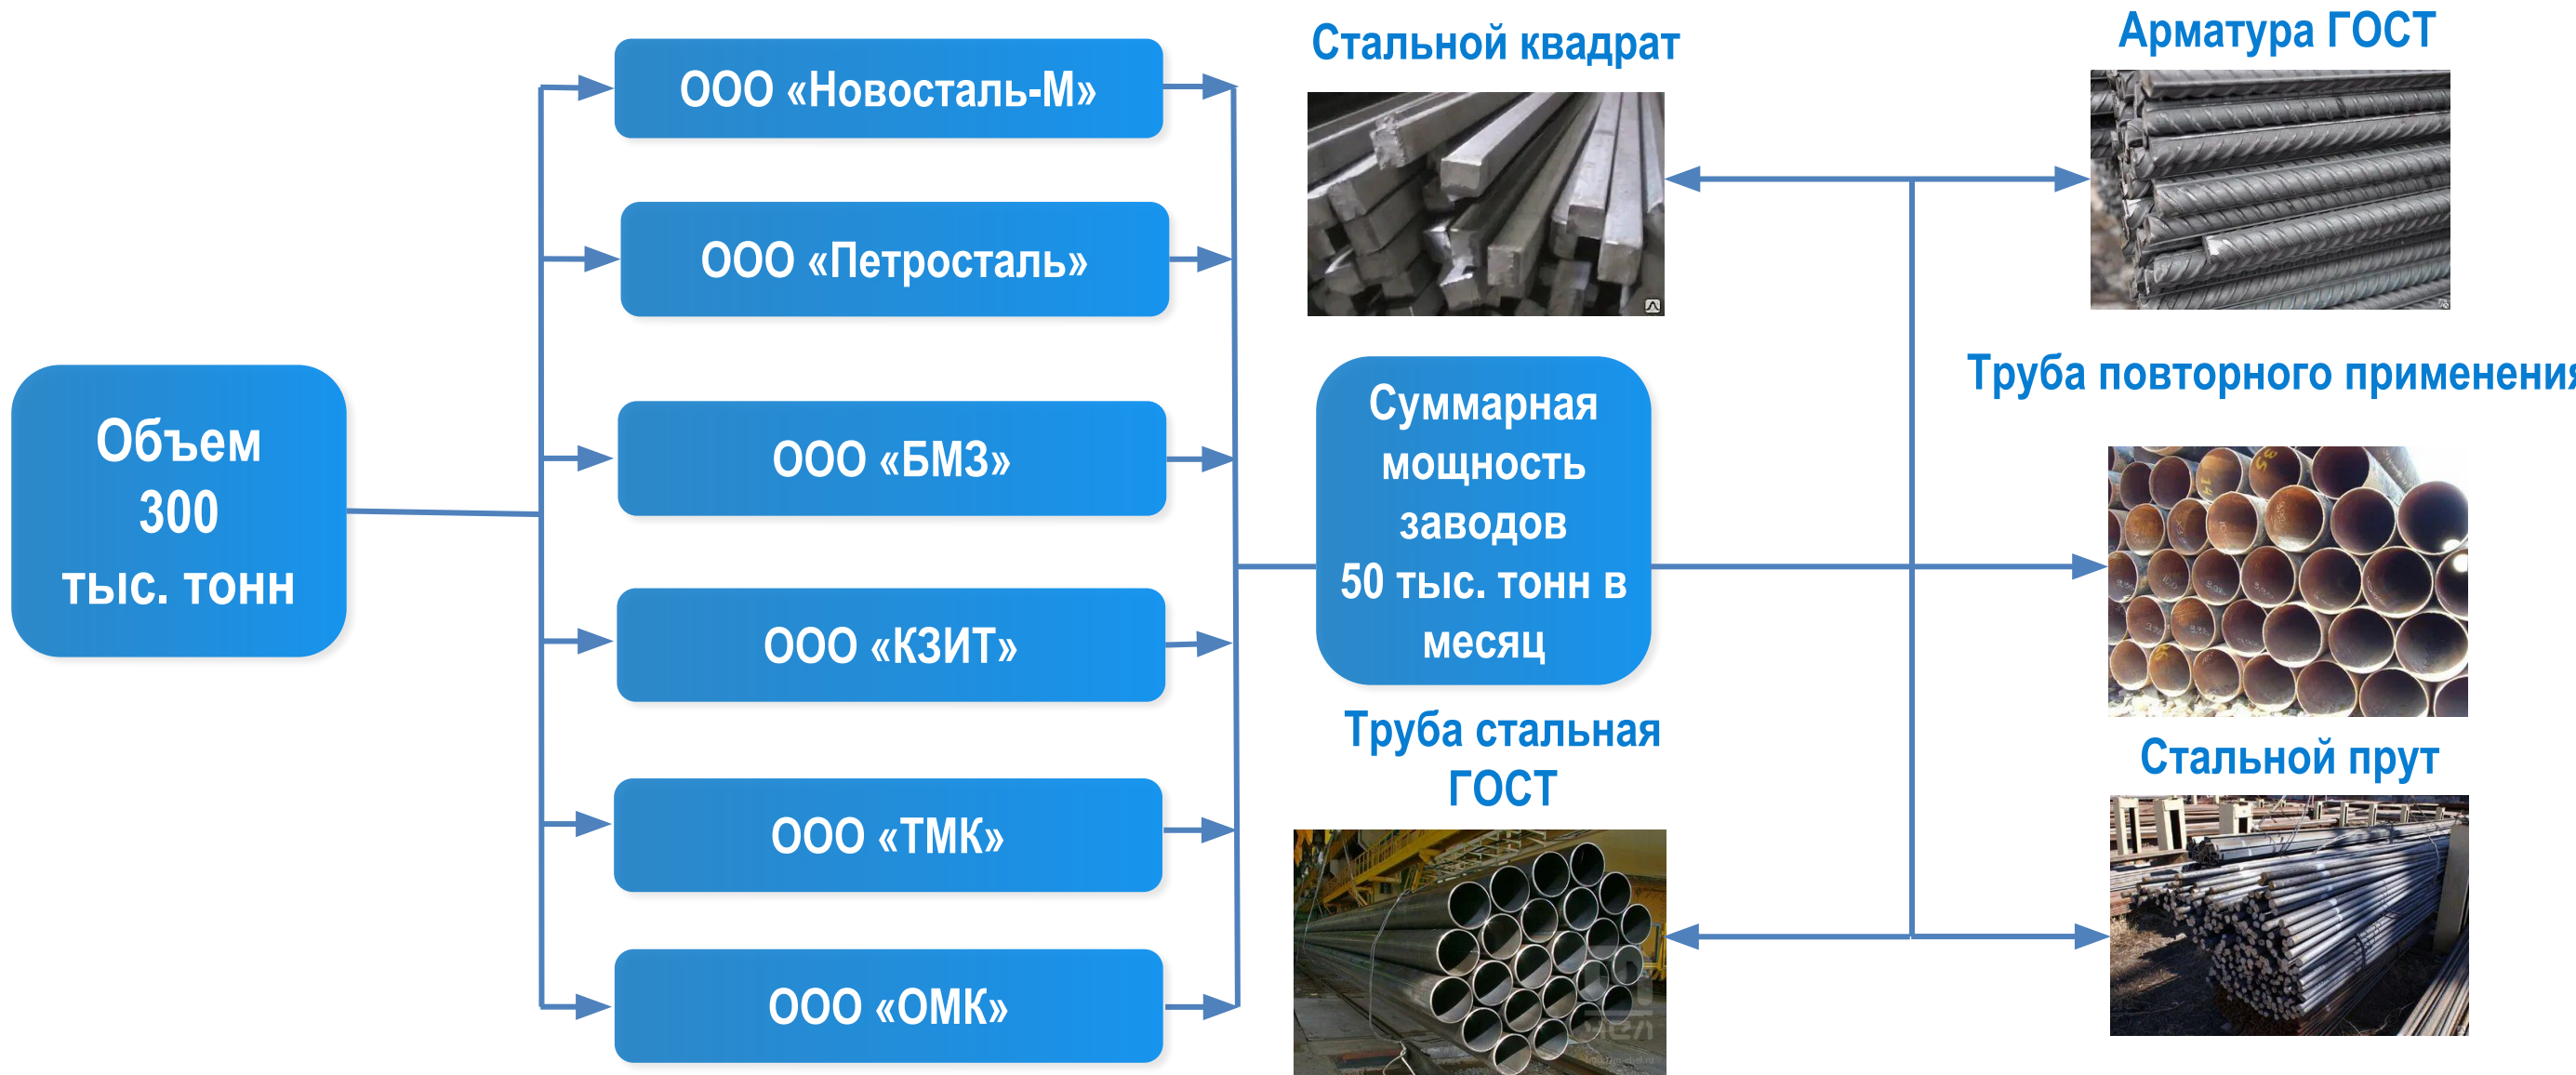 Объем
300
тыс. тонн
ООО «Новосталь-М»
ООО «Петросталь»
ООО «БМЗ»
ООО «КЗИТ»
ООО «ТМК»
ООО «ОМК»
Стальной квадрат
Суммарная
мощность
заводов
50 тыс. тонн в
месяц
Труба стальная
ГОСТ
Арматура ГОСТ
Труба повторного применения
Стальной прут